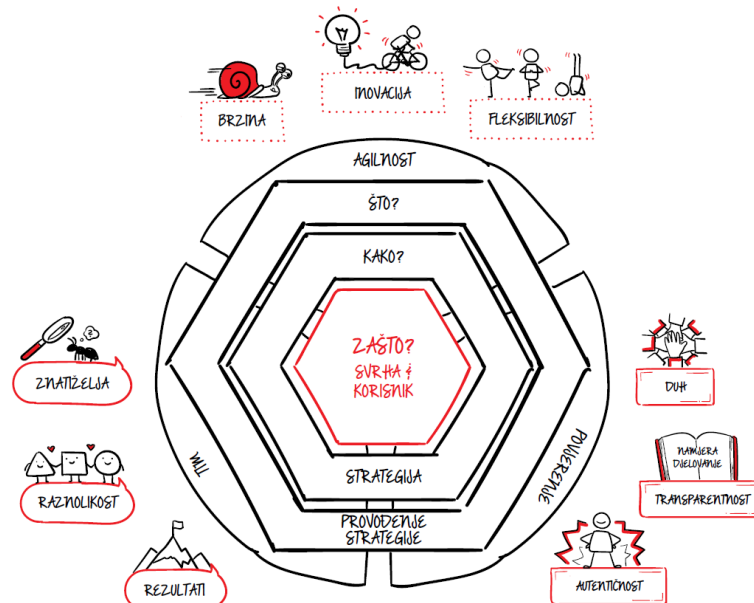 BRZINA
INOVACIJA
FLEKSIBILNOST
AGILNOST
ŠTO?
KAKO?
ZAŠTO?
SVRHA &
KORISNIK
STRATEGIJA
PROVOĐENJE
STRATEGIJE
TIM
POVJERENJE
ZNATIŽELJA
RAZNOLIKOST
REZULTATI
DUH
NAMJERA
DJELOVANJE
TRANSPARENTNOST
AUTENTIČNOST
?